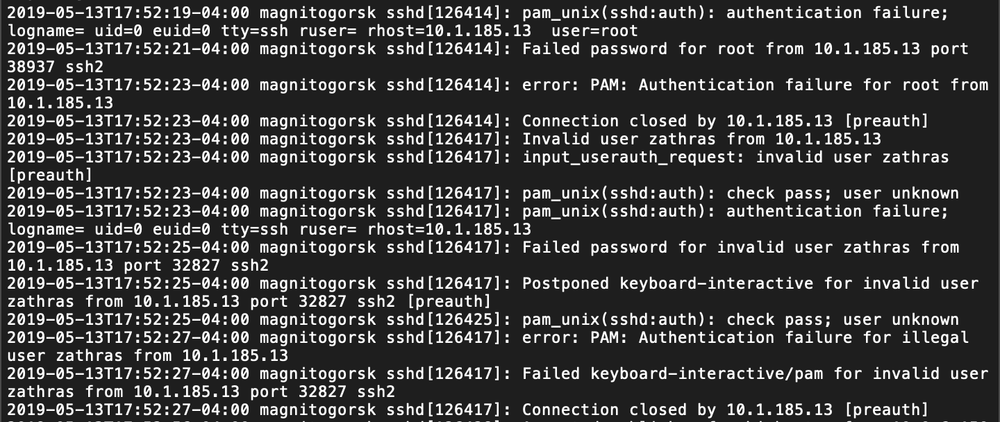 2019-05-13T17:52:19-04:00 magnitogorsk sshd[126414]: pam_unix(sshd:auth): authentication failure;
logname= uid=0 euid=0 tty=ssh ruser= rhost=10.1.185.13  user=root
2019-05-13T17:52:21-04:00 magnitogorsk sshd[126414]: Failed password for root from 10.1.185.13 port
38937 ssh2
2019-05-13T17:52:23-04:00 magnitogorsk sshd[126414]: error: PAM: Authentication failure for root from
10.1.185.13
2019-05-13T17:52:23-04:00 magnitogorsk sshd[126414]: Connection closed by 10.1.185.13 [preauth]
2019-05-13T17:52:23-04:00 magnitogorsk sshd[126417]: Invalid user zathras from 10.1.185.13
2019-05-13T17:52:23-04:00 magnitogorsk sshd[126417]: input_userauth_request: invalid user zathras
[preauth]
2019-05-13T17:52:23-04:00 magnitogorsk sshd[126417]: pam_unix(sshd:auth): check pass; user unknown
2019-05-13T17:52:23-04:00 magnitogorsk sshd[126417]: pam_unix(sshd:auth): authentication failure;
logname= uid=0 euid=0 tty=ssh ruser= rhost=10.1.185.13
2019-05-13T17:52:25-04:00 magnitogorsk sshd[126417]: Failed password for invalid user zathras from
10.1.185.13 port 32827 ssh2
2019-05-13T17:52:25-04:00 magnitogorsk sshd[126417]: Postponed keyboard-interactive for invalid user
zathras from 10.1.185.13 port 32827 ssh2 [preauth]
2019-05-13T17:52:25-04:00 magnitogorsk sshd[126425]: pam_unix(sshd:auth): check pass; user unknown
2019-05-13T17:52:27-04:00 magnitogorsk sshd[126417]: error: PAM: Authentication failure for illegal
user zathras from 10.1.185.13
2019-05-13T17:52:27-04:00 magnitogorsk sshd[126417]: Failed keyboard-interactive/pam for invalid user
zathras from 10.1.185.13 port 32827 ssh2
2019-05-13T17:52:27-04:00 magnitogorsk sshd[126417]: Connection closed by 10.1.185.13 [preauth]